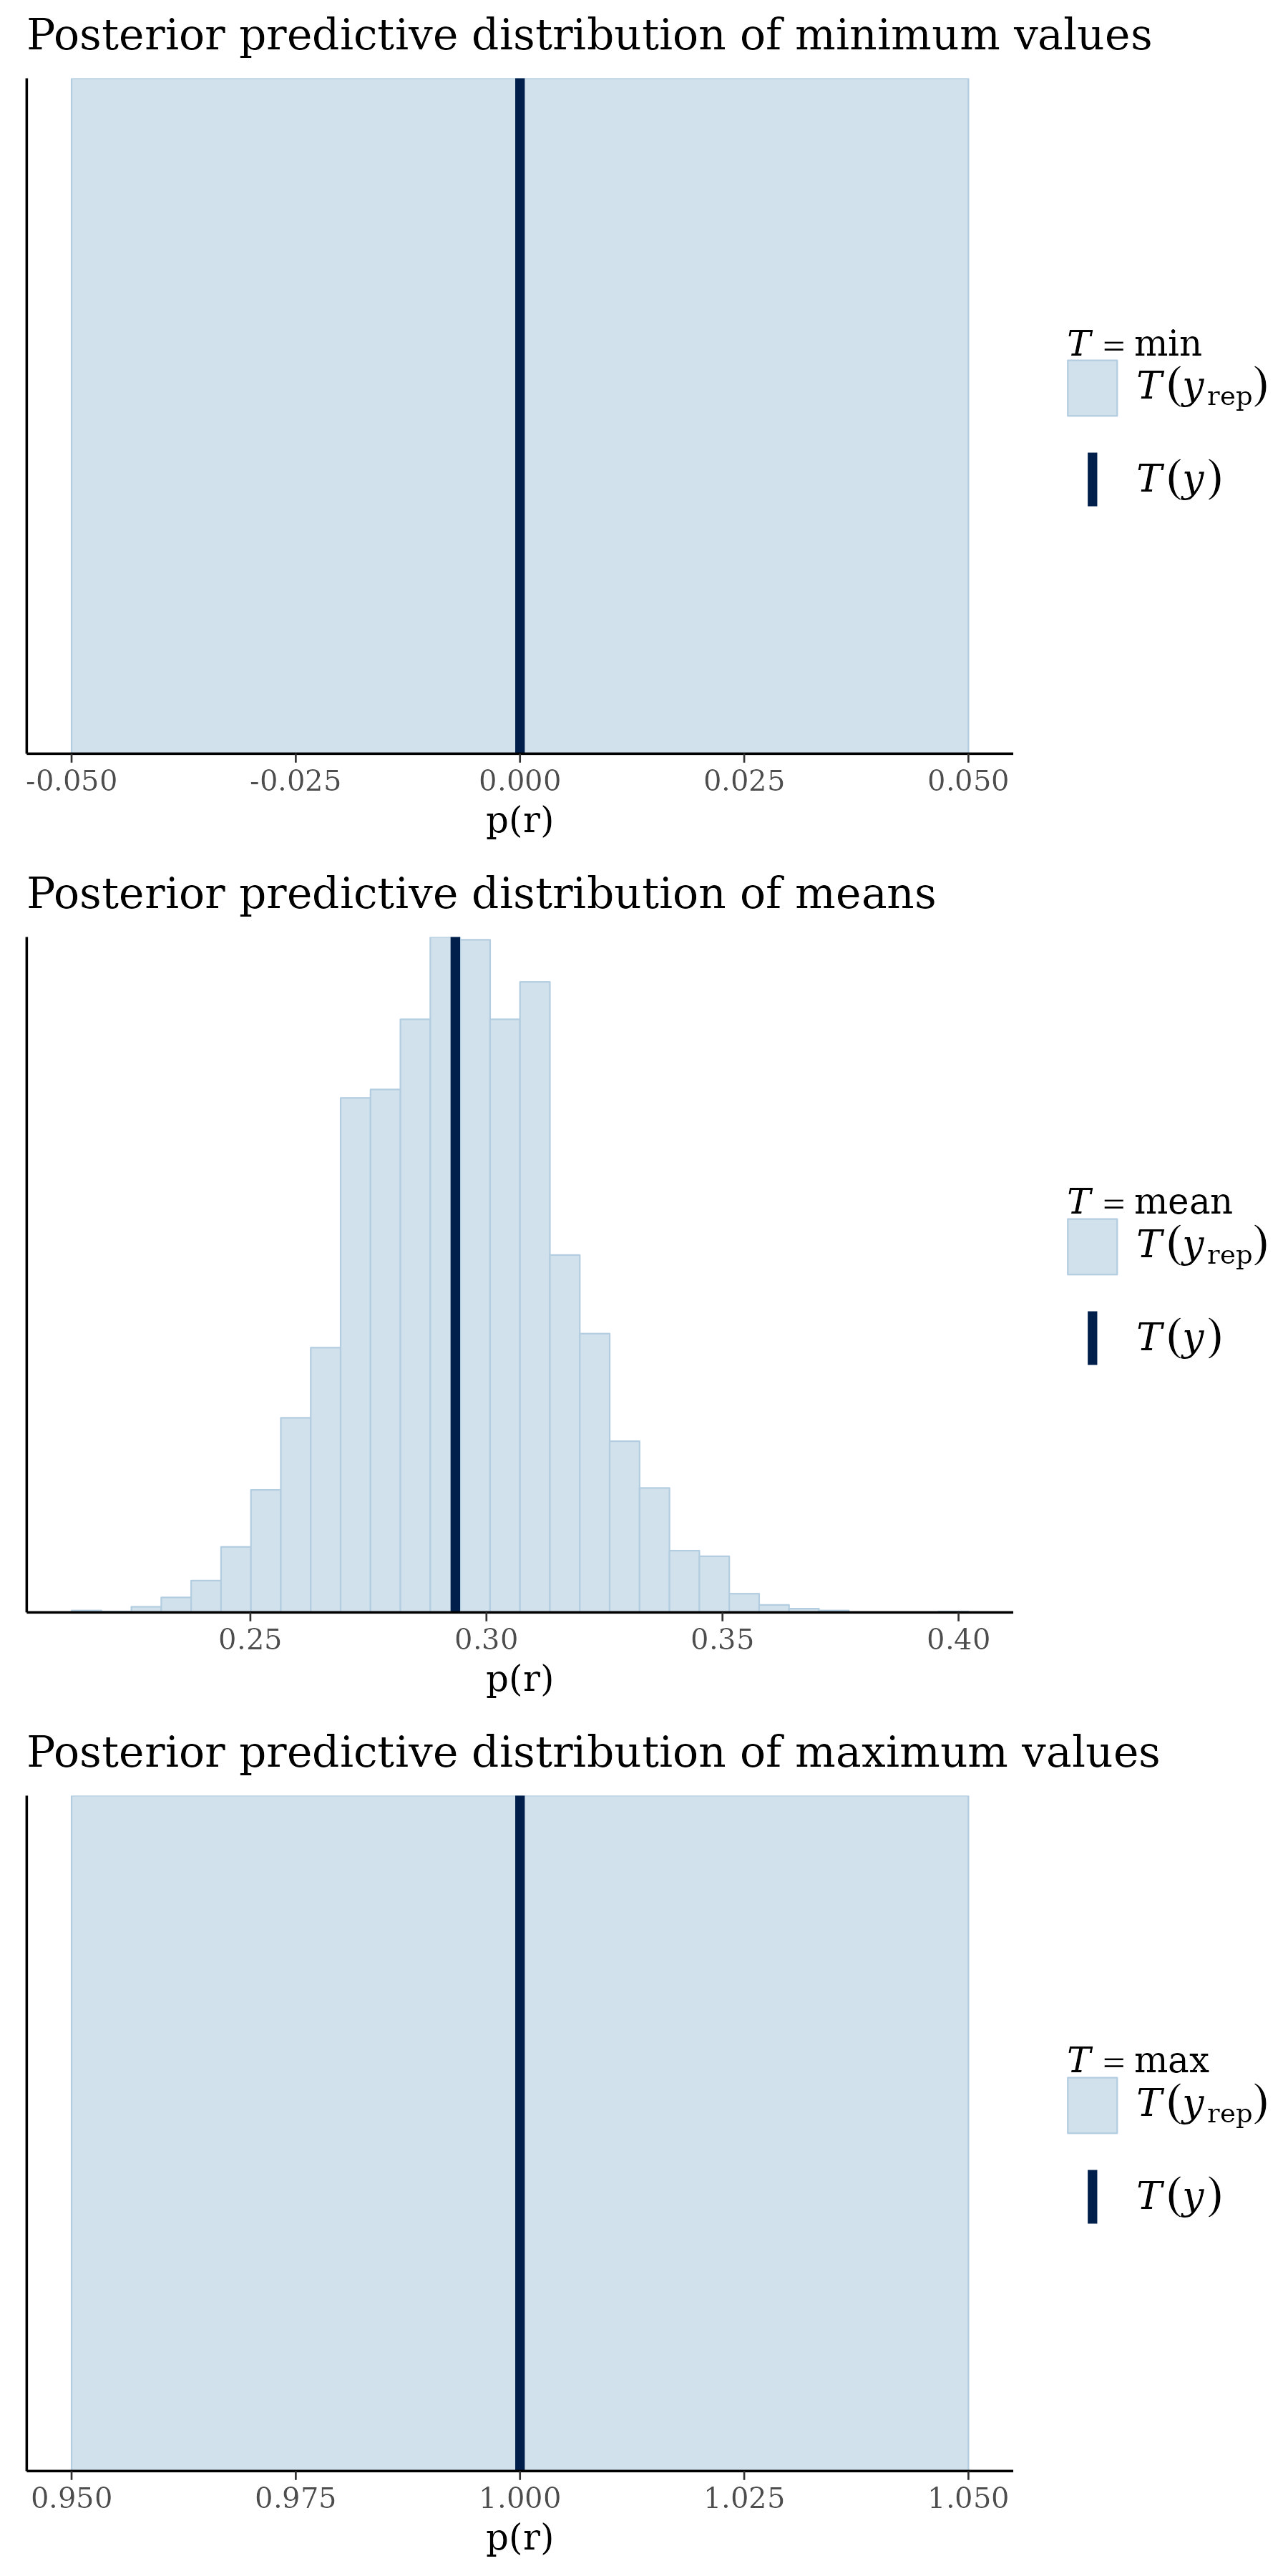 Posterior predictive distribution of minimum values
T = min
T(yrep)
T(y)
-0.050 -0.025 0.000 0.025 0.050
p(r)
Posterior predictive distribution of means
T = mean
T(yrep)
T(y)
0.25 0.30 0.35 0.40
p(r)
Posterior predictive distribution of maximum values
T = max
T(yrep)
T(y)
0.950 0.975 1.000 1.025 1.050
p(r)